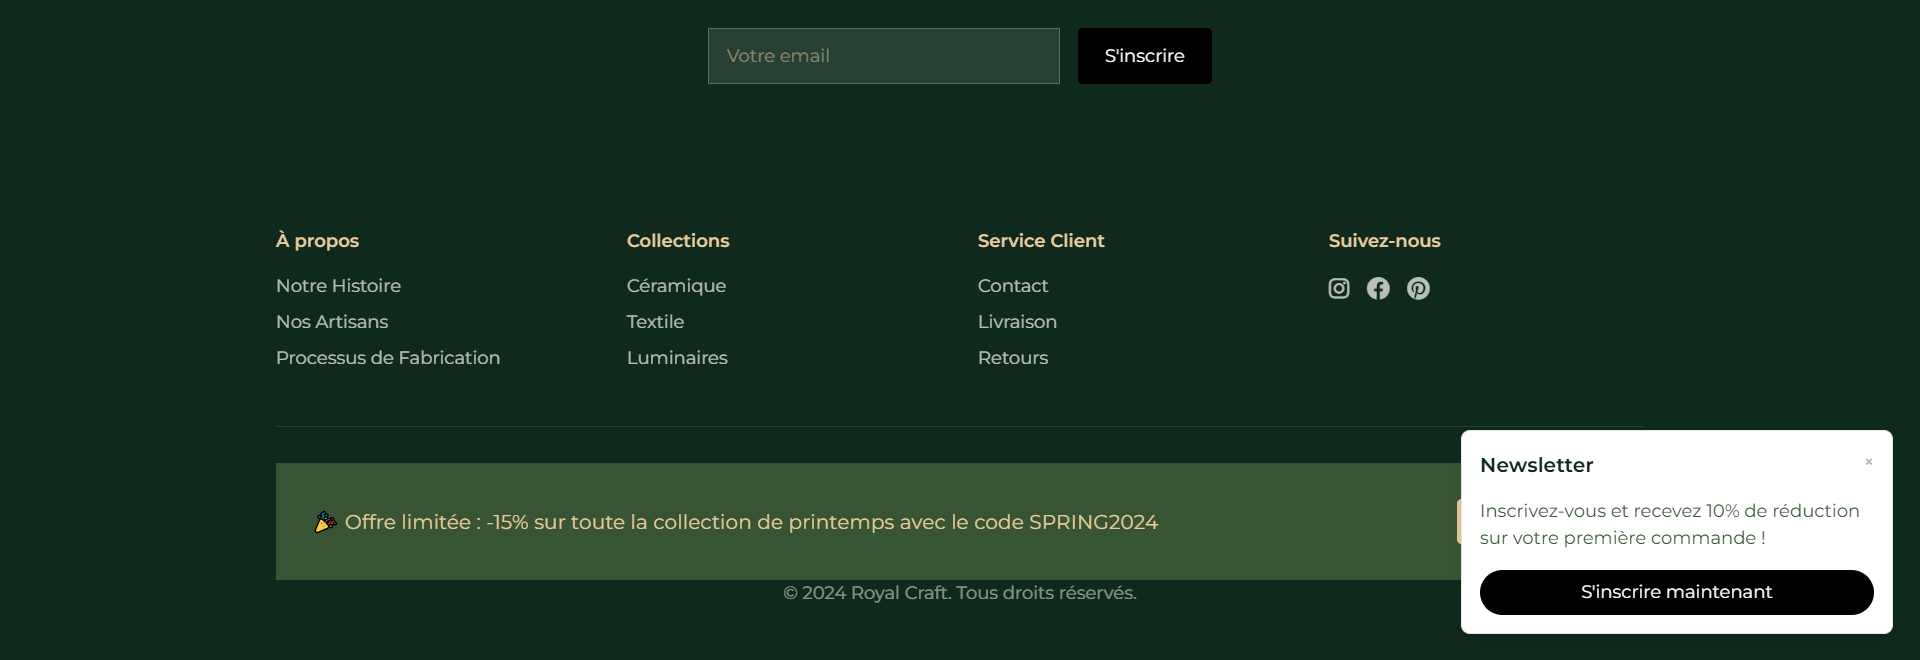 Votre email
S'inscrire
À propos
Notre Histoire
Nos Artisans
Processus de Fabrication
Collections
Céramique
Textile
Luminaires
Service Client
Contact
Livraison
Retours
Suivez-nous
🎉 Offre limitée : -15% sur toute la collection de printemps avec le code SPRING2024
© 2024 Royal Craft. Tous droits réservés.
Newsletter
×
Inscrivez-vous et recevez 10% de réduction
sur votre première commande !
S'inscrire maintenant